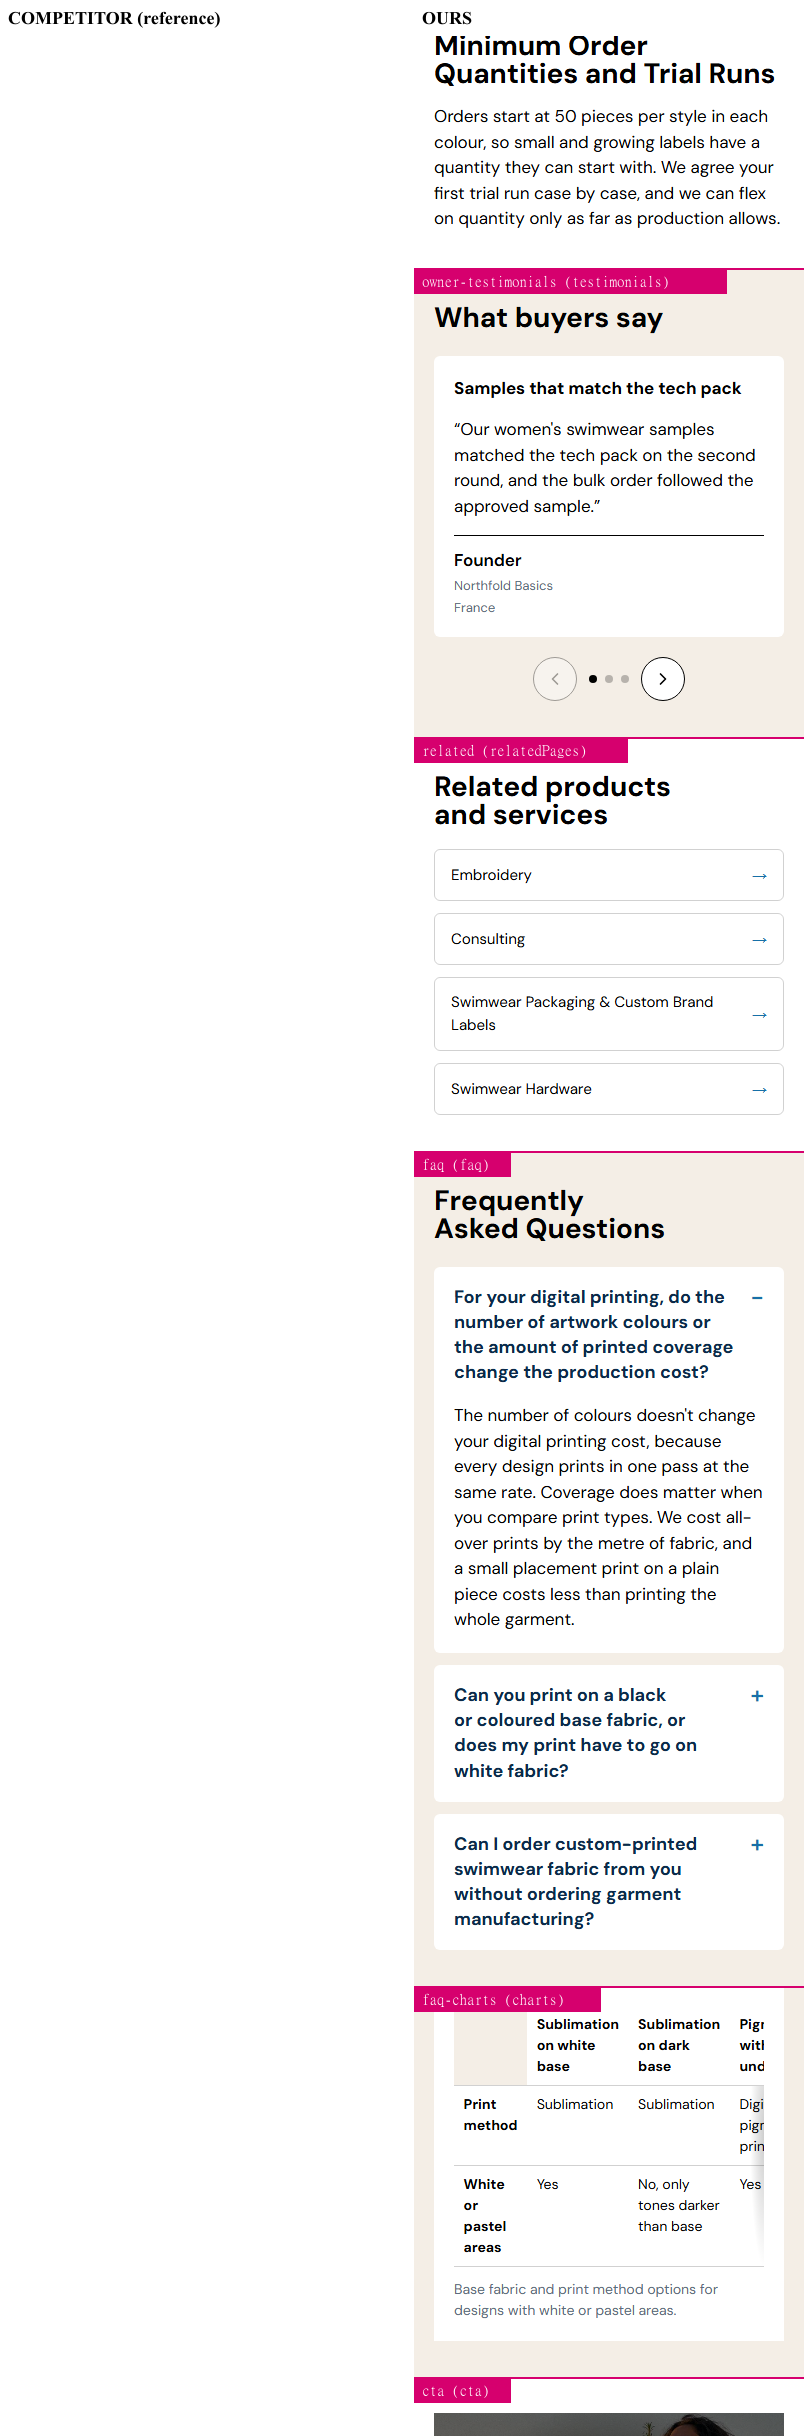 COMPETITOR (reference)
OURS
Minimum Order
Quantities and Trial Runs
Orders start at 50 pieces per style in each
colour, so small and growing labels have a
quantity they can start with. We agree your
first trial run case by case, and we can flex
on quantity only as far as production allows.
owner-testimonials (testimonials)
What buyers say
Samples that match the tech pack
“Our women's swimwear samples
matched the tech pack on the second
round, and the bulk order followed the
approved sample.”
Founder
Northfold Basics
France
related (relatedPages)
Related products
and services
Embroidery →
Consulting →
Swimwear Packaging & Custom Brand
Labels →
Swimwear Hardware →
faq (faq)
Frequently
Asked Questions
For your digital printing, do the
number of artwork colours or
the amount of printed coverage
change the production cost?
The number of colours doesn't change
your digital printing cost, because
every design prints in one pass at the
same rate. Coverage does matter when
you compare print types. We cost all-
over prints by the metre of fabric, and
a small placement print on a plain
piece costs less than printing the
whole garment.
Can you print on a black
or coloured base fabric, or
does my print have to go on
white fabric?
Can I order custom-printed
swimwear fabric from you
without ordering garment
manufacturing?
faq-charts (charts)
Sublimation
on white
base
Sublimation
on dark
base
Print
method
Sublimation
Sublimation
White
or
pastel
areas
Yes
No, only
tones darker
than base
Yes
Base fabric and print method options for
designs with white or pastel areas.
cta (cta)